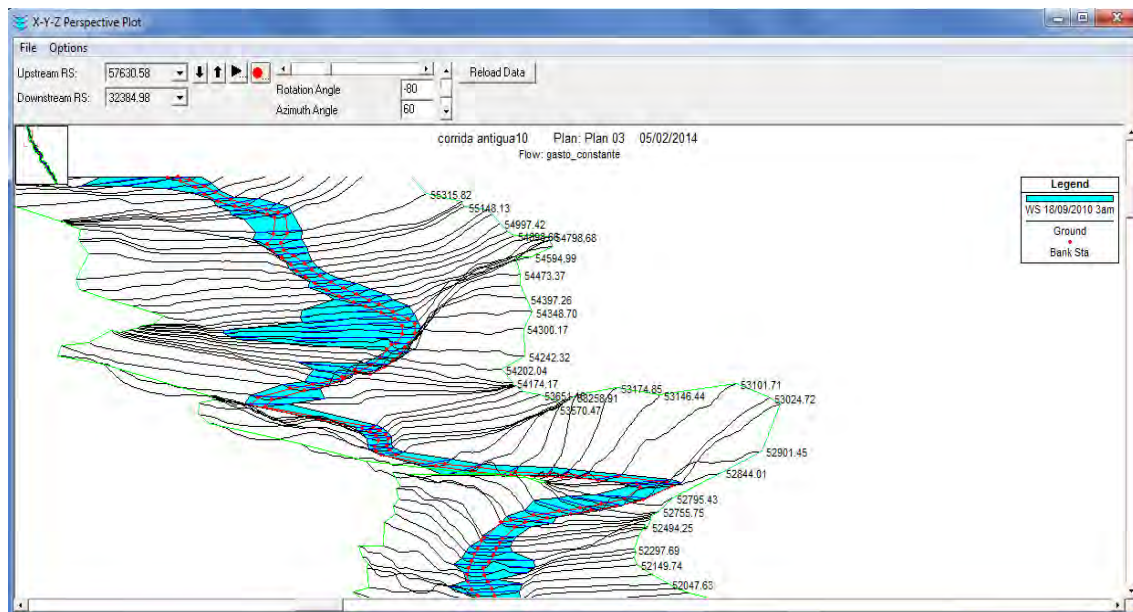 X-Y-Z Perspective Plot
File Options
Upstream RS: 57630.58
Downstream RS: 32384.98
Rotation Angle -80
Azimuth Angle 60
Reload Data
corrida antigua10 Plan: Plan 03 05/02/2014
Flow: gasto_constante
Legend
WS 18/09/2010 3am
Ground
Bank Sta
55315.82
55148.13
54997.42
54798.68
54594.99
54473.37
54397.26
54348.70
54300.17
54242.32
54202.04
54174.17
53174.85
53146.44
53101.71
53024.72
53570.47
52901.45
52844.01
52795.43
52755.75
52494.25
52297.69
52149.74
52047.63